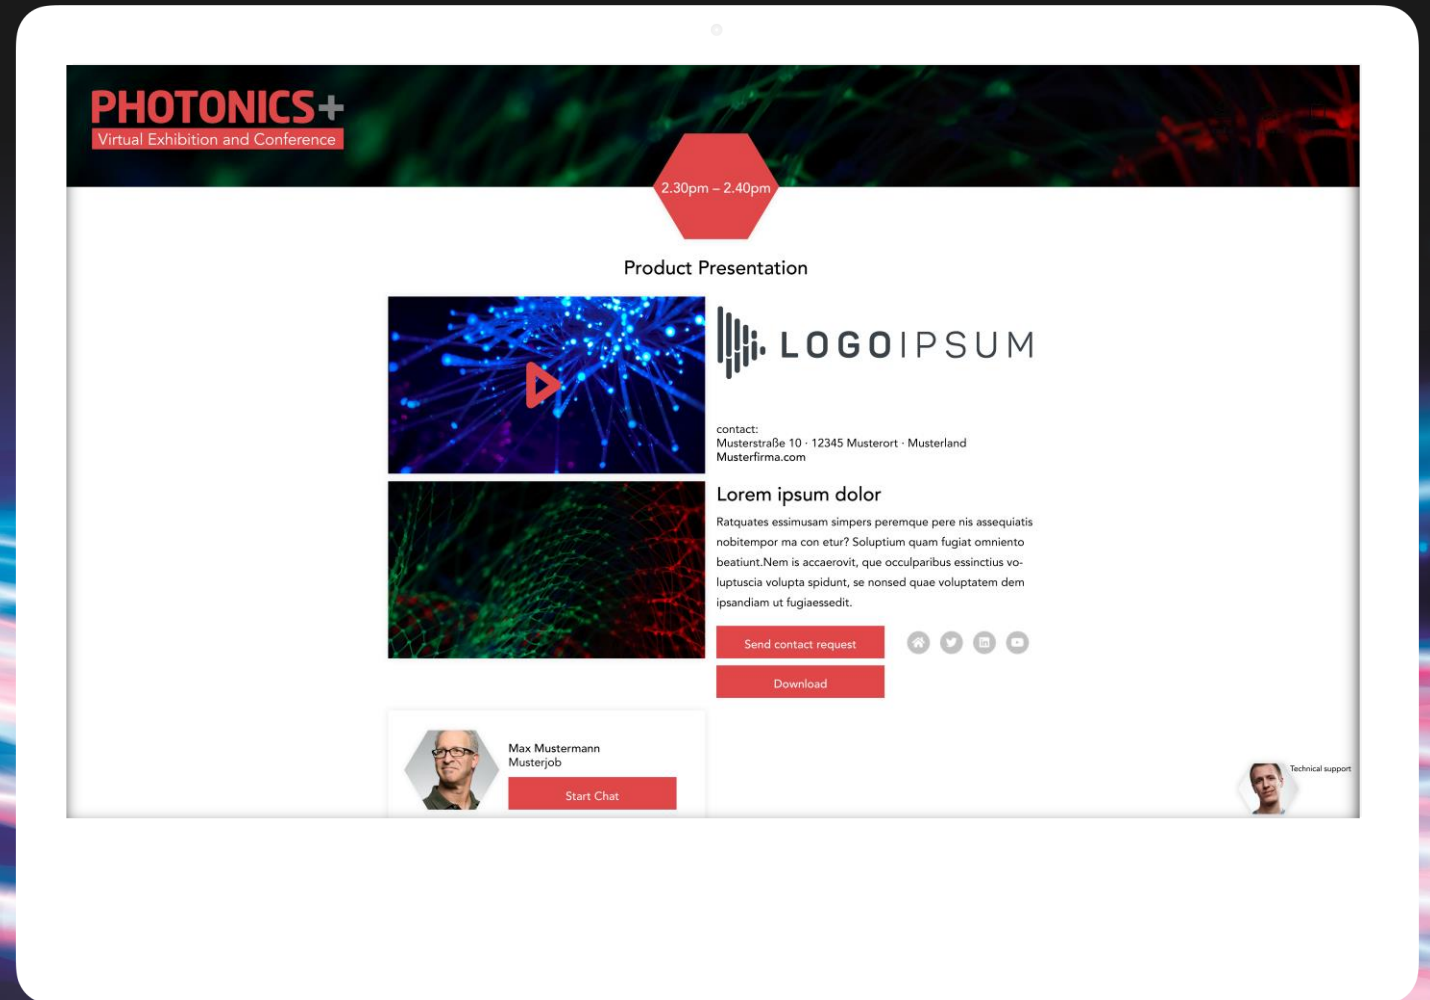 PHOTONICS+
Virtual Exhibition and Conference
2.30pm – 2.40pm
Product Presentation
LOGOIPSUM
contact:
Musterstraße 10 · 12345 Musterort · Musterland
Musterfirma.com
Lorem ipsum dolor
Ratquates essimusam simpers peremque pere nis assequiatis
nobitempor ma con etur? Soluptium quam fugiat omniento
beatiunt.Nem is accaerovit, que occulparibus essinctius vo-
luptuscia volupta spidunt, se nonsed quae voluptatem dem
ipsandiam ut fugiaessedit.
Send contact request
Download
Max Mustermann
Musterjob
Start Chat
Technical support